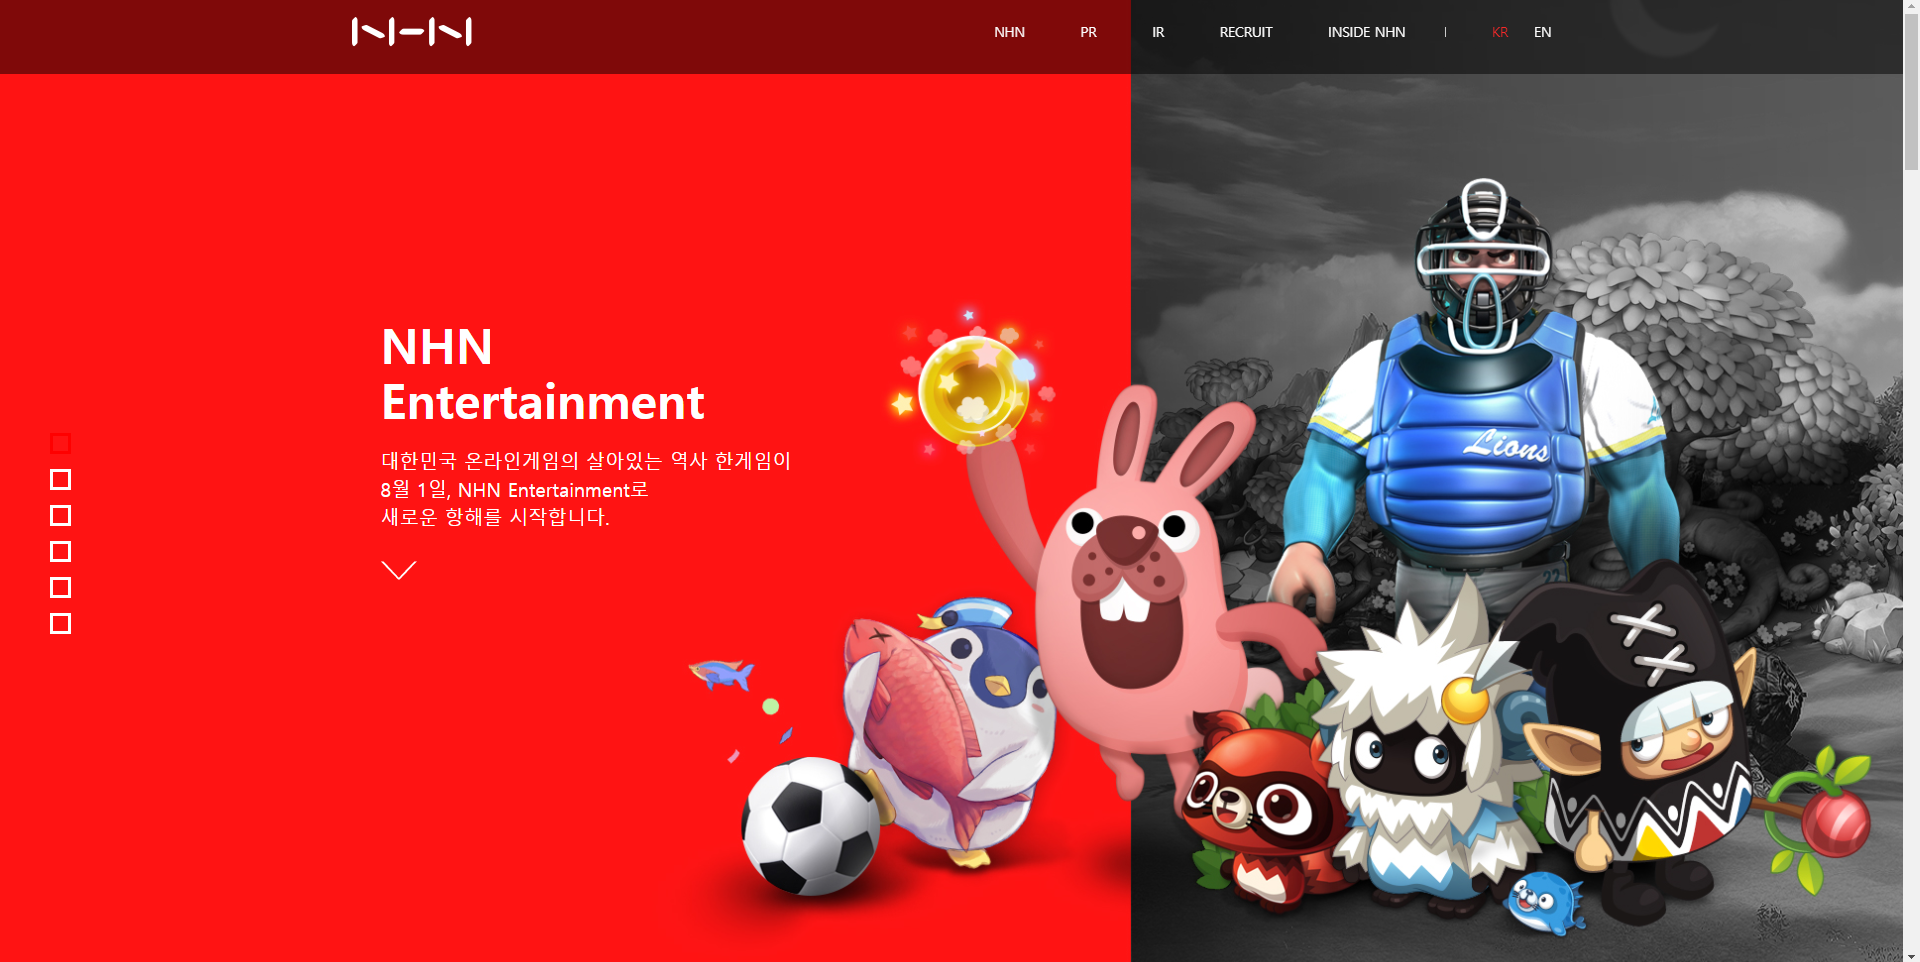 NHN
NHN PR IR RECRUIT INSIDE NHN | KR EN
NHN
Entertainment
대한민국 온라인게임의 살아있는 역사 한게임이
8월 1일, NHN Entertainment로
새로운 항해를 시작합니다.
Lions
22